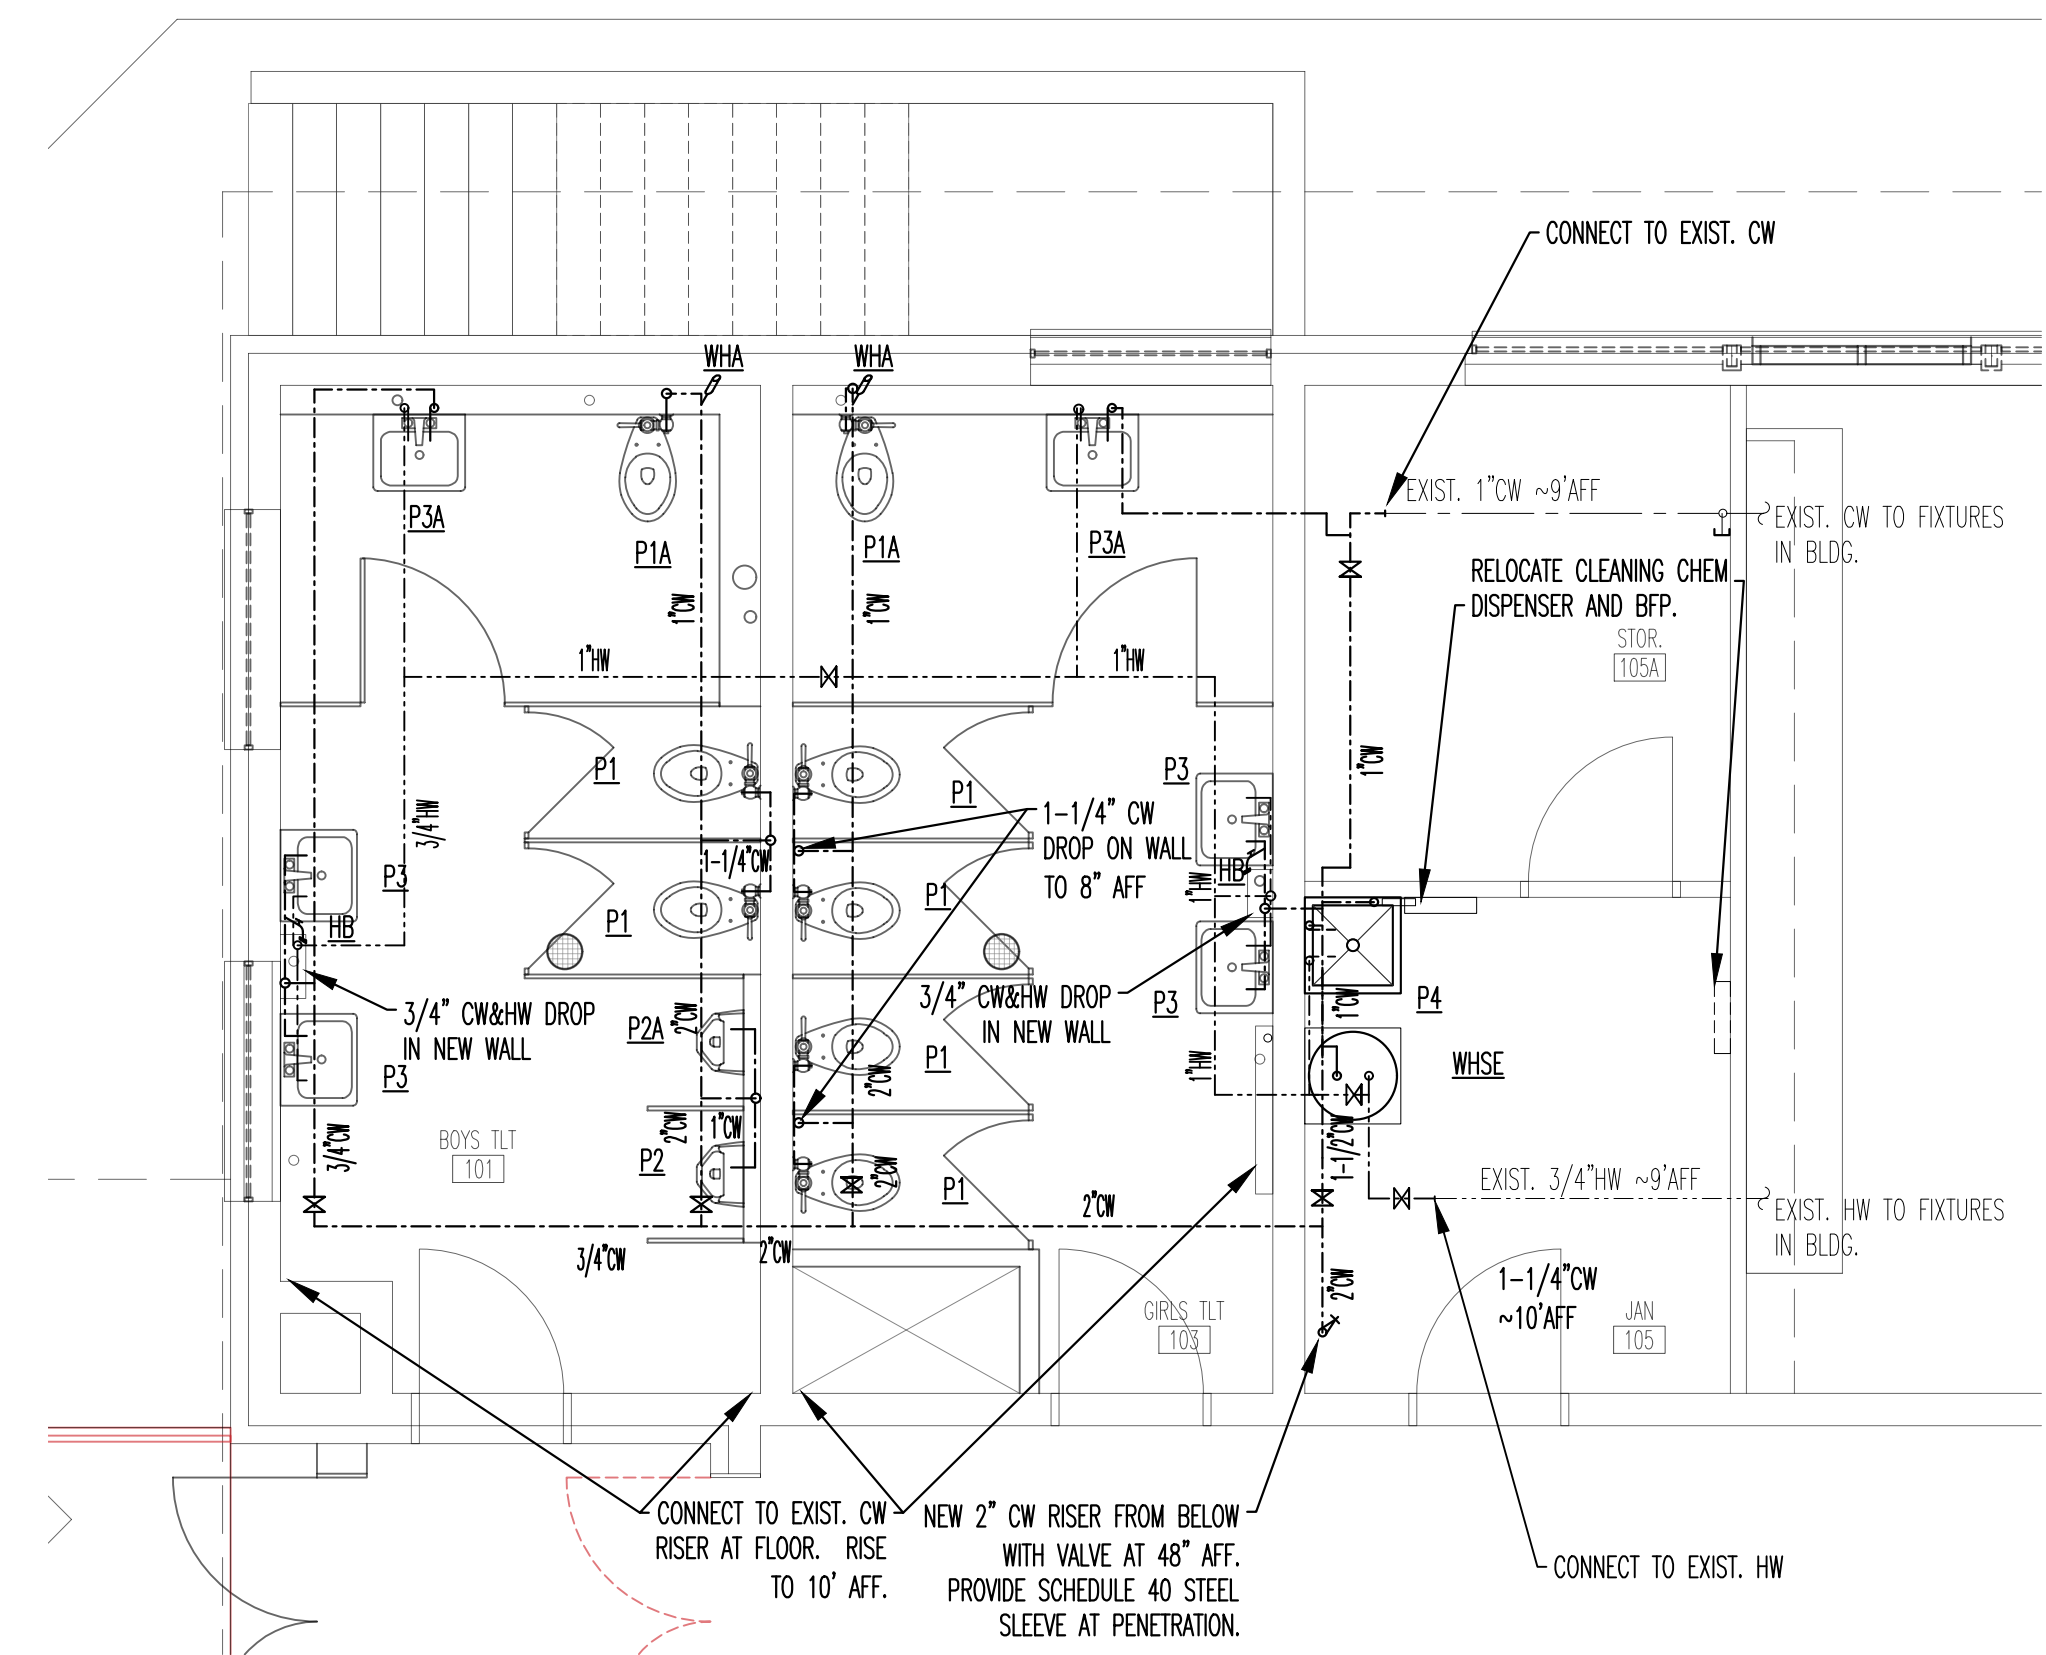 CONNECT TO EXIST. CW
WHA
WHA
EXIST. 1"CW ~9'AFF
EXIST. CW TO FIXTURES
IN BLDG.
P3A
P1A
P1A
P3A
RELOCATE CLEANING CHEM
DISPENSER AND BFP.
1"CW
1"CW
STOR.
105A
1"HW
1"HW
1"CW
P1
P1
P3
3/4"HW
1-1/4" CW
DROP ON WALL
TO 8" AFF
1-1/4"CW
P3
HB
1"HW
P1
P1
HB
3/4" CW&HW DROP
IN NEW WALL
3/4" CW&HW DROP
IN NEW WALL
P3
1"CW
P4
P2A
2"CW
P1
P3
2"CW
1"HW
WHSE
3/4"CW
BOYS TLT
101
2"CW
1"CW
P2
2"CW
P1
1-1/2"CW
EXIST. 3/4"HW ~9'AFF
EXIST. HW TO FIXTURES
IN BLDG.
2"CW
3/4"CW
2"CW
2"CW
1-1/4"CW
~10'AFF
GIRLS TLT
103
JAN
105
CONNECT TO EXIST. CW
RISER AT FLOOR. RISE
TO 10' AFF.
NEW 2" CW RISER FROM BELOW
WITH VALVE AT 48" AFF.
PROVIDE SCHEDULE 40 STEEL
SLEEVE AT PENETRATION.
CONNECT TO EXIST. HW